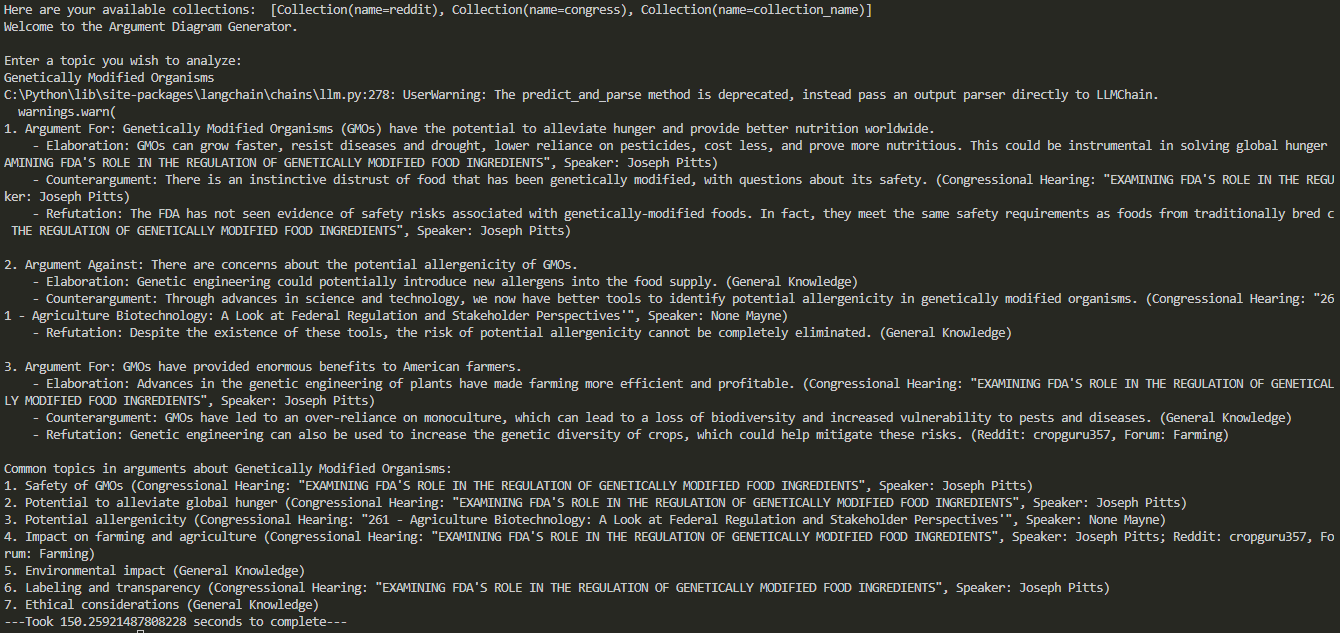 Here are your available collections:  [Collection(name=reddit), Collection(name=congress), Collection(name=collection_name)]
Welcome to the Argument Diagram Generator.
Enter a topic you wish to analyze:
Genetically Modified Organisms
C:\Python\lib\site-packages\langchain\chains\llm.py:278: UserWarning: The predict_and_parse method is deprecated, instead pass an output parser directly to LLMChain.
  warnings.warn(
1. Argument For: Genetically Modified Organisms (GMOs) have the potential to alleviate hunger and provide better nutrition worldwide.
    - Elaboration: GMOs can grow faster, resist diseases and drought, lower reliance on pesticides, cost less, and prove more nutritious. This could be instrumental in solving global hunger
AMINING FDA'S ROLE IN THE REGULATION OF GENETICALLY MODIFIED FOOD INGREDIENTS", Speaker: Joseph Pitts)
    - Counterargument: There is an instinctive distrust of food that has been genetically modified, with questions about its safety. (Congressional Hearing: "EXAMINING FDA'S ROLE IN THE REGU
ker: Joseph Pitts)
    - Refutation: The FDA has not seen evidence of safety risks associated with genetically-modified foods. In fact, they meet the same safety requirements as foods from traditionally bred c
 THE REGULATION OF GENETICALLY MODIFIED FOOD INGREDIENTS", Speaker: Joseph Pitts)
2. Argument Against: There are concerns about the potential allergenicity of GMOs.
    - Elaboration: Genetic engineering could potentially introduce new allergens into the food supply. (General Knowledge)
    - Counterargument: Through advances in science and technology, we now have better tools to identify potential allergenicity in genetically modified organisms. (Congressional Hearing: "26
1 - Agriculture Biotechnology: A Look at Federal Regulation and Stakeholder Perspectives'", Speaker: None Mayne)
    - Refutation: Despite the existence of these tools, the risk of potential allergenicity cannot be completely eliminated. (General Knowledge)
3. Argument For: GMOs have provided enormous benefits to American farmers.
    - Elaboration: Advances in the genetic engineering of plants have made farming more efficient and profitable. (Congressional Hearing: "EXAMINING FDA'S ROLE IN THE REGULATION OF GENETICAL
LY MODIFIED FOOD INGREDIENTS", Speaker: Joseph Pitts)
    - Counterargument: GMOs have led to an over-reliance on monoculture, which can lead to a loss of biodiversity and increased vulnerability to pests and diseases. (General Knowledge)
    - Refutation: Genetic engineering can also be used to increase the genetic diversity of crops, which could help mitigate these risks. (Reddit: cropguru357, Forum: Farming)
Common topics in arguments about Genetically Modified Organisms:
1. Safety of GMOs (Congressional Hearing: "EXAMINING FDA'S ROLE IN THE REGULATION OF GENETICALLY MODIFIED FOOD INGREDIENTS", Speaker: Joseph Pitts)
2. Potential to alleviate global hunger (Congressional Hearing: "EXAMINING FDA'S ROLE IN THE REGULATION OF GENETICALLY MODIFIED FOOD INGREDIENTS", Speaker: Joseph Pitts)
3. Potential allergenicity (Congressional Hearing: "261 - Agriculture Biotechnology: A Look at Federal Regulation and Stakeholder Perspectives'", Speaker: None Mayne)
4. Impact on farming and agriculture (Congressional Hearing: "EXAMINING FDA'S ROLE IN THE REGULATION OF GENETICALLY MODIFIED FOOD INGREDIENTS", Speaker: Joseph Pitts; Reddit: cropguru357, Fo
rum: Farming)
5. Environmental impact (General Knowledge)
6. Labeling and transparency (Congressional Hearing: "EXAMINING FDA'S ROLE IN THE REGULATION OF GENETICALLY MODIFIED FOOD INGREDIENTS", Speaker: Joseph Pitts)
7. Ethical considerations (General Knowledge)
---Took 150.25921487808228 seconds to complete---